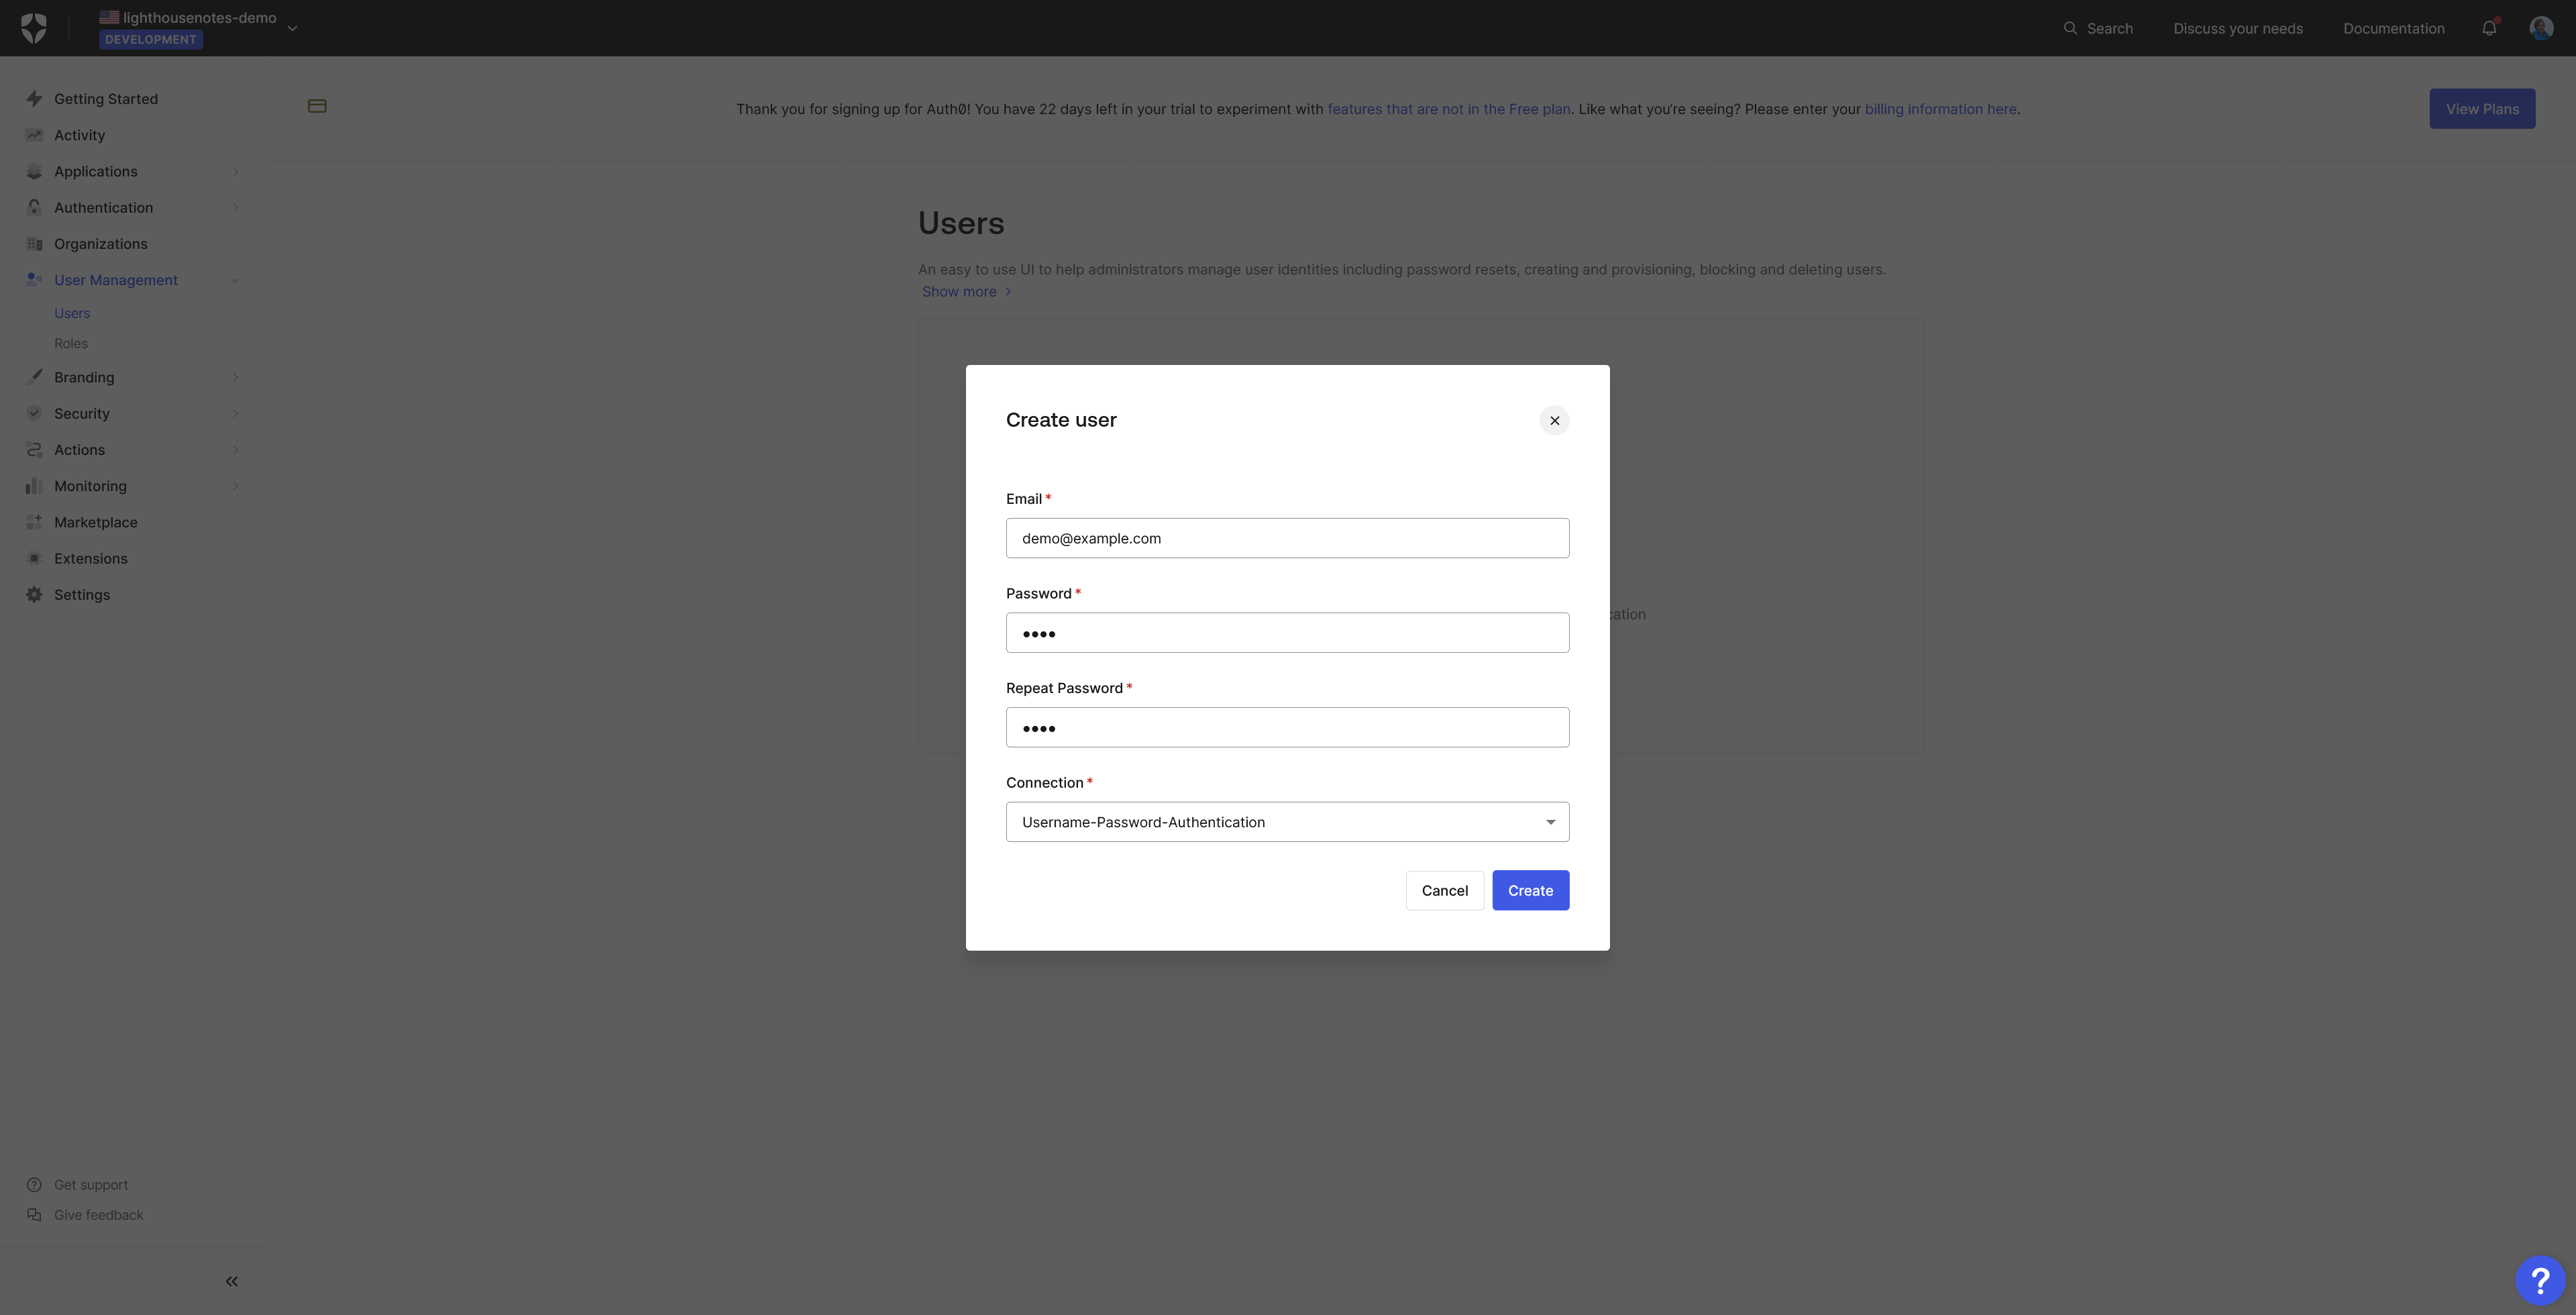 lighthousenotes-demo
DEVELOPMENT
Search
Discuss your needs
Documentation
Getting Started
Activity
Applications
Authentication
Organizations
User Management
Users
Roles
Branding
Security
Actions
Monitoring
Marketplace
Extensions
Settings
Get support
Give feedback
Thank you for signing up for Auth0! You have 22 days left in your trial to experiment with features that are not in the Free plan. Like what you're seeing? Please enter your billing information here.
View Plans
Users
An easy to use UI to help administrators manage user identities including password resets, creating and provisioning, blocking and deleting users.
Show more
Create user
Email *
demo@example.com
Password *
••••
Repeat Password *
••••
Connection *
Username-Password-Authentication
Cancel
Create
?